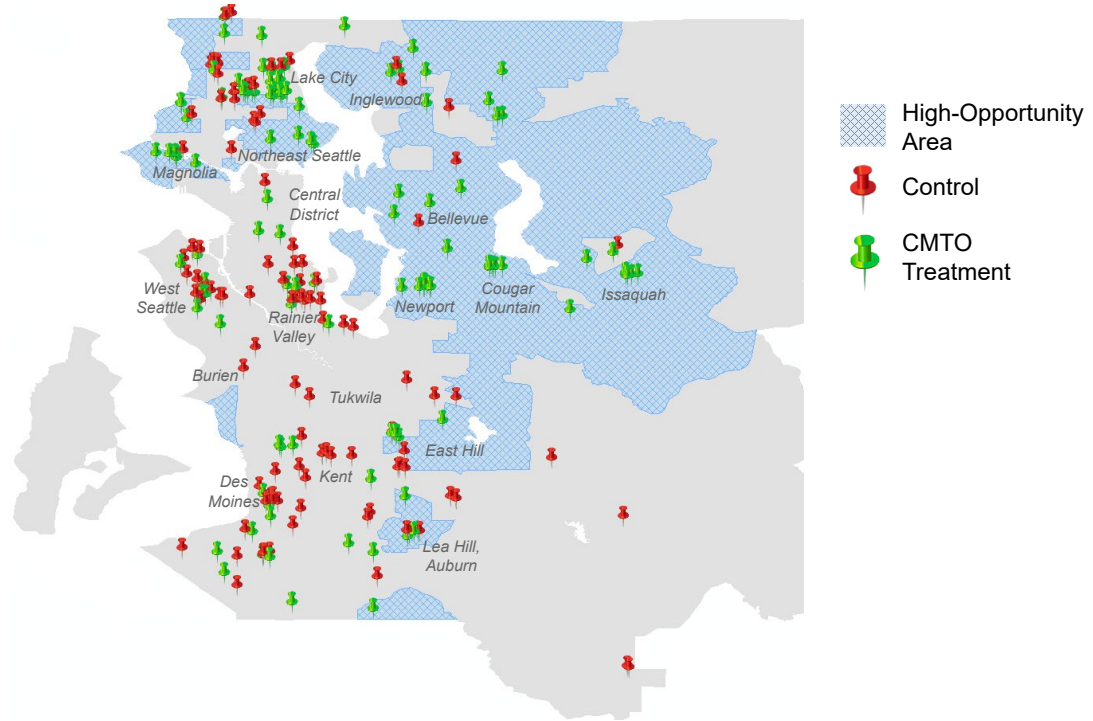 Lake City
Inglewood
Northeast Seattle
Magnolia
Central
District
Bellevue
West
Seattle
Newport
Cougar
Mountain
Issaquah
Rainier
Valley
Burien
Tukwila
East Hill
Kent
Des
Moines
Lea Hill,
Auburn
High-Opportunity
Area
Control
CMTO
Treatment